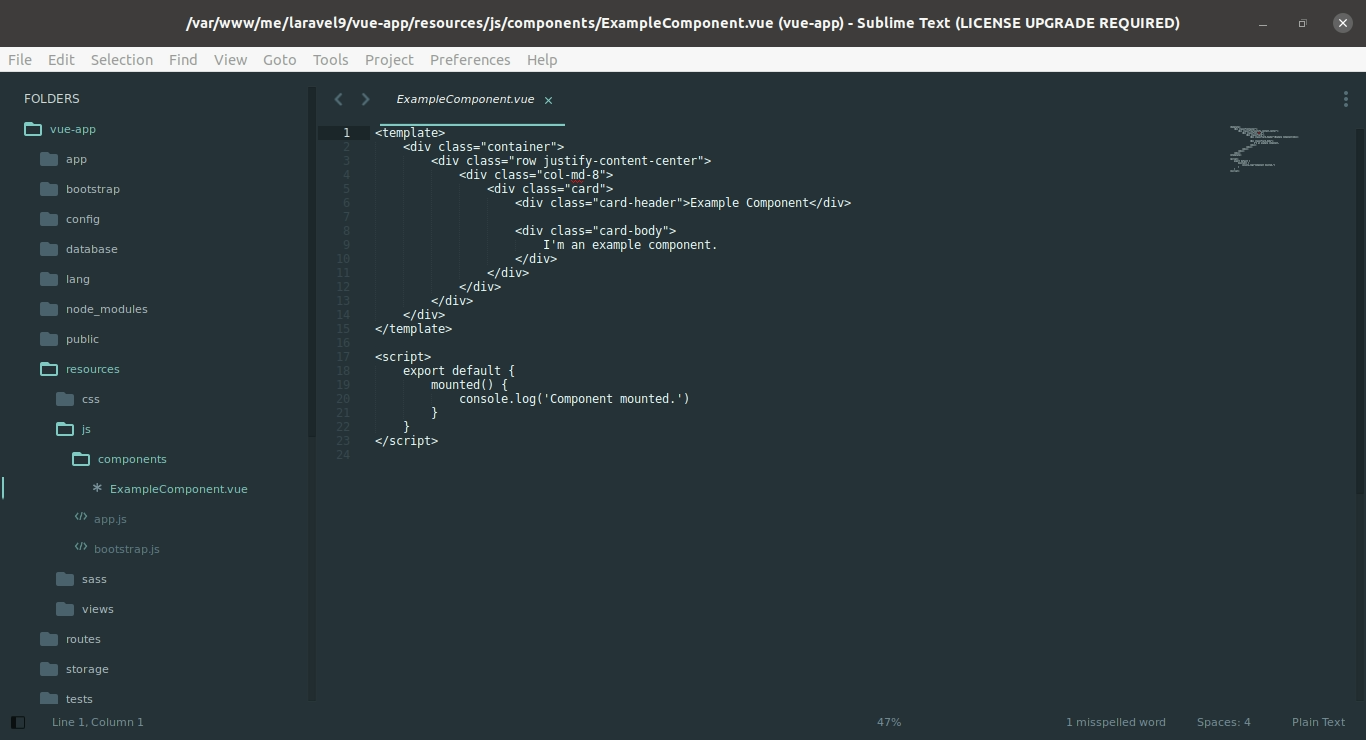 /var/www/me/laravel9/vue-app/resources/js/components/ExampleComponent.vue (vue-app) - Sublime Text (LICENSE UPGRADE REQUIRED)
File Edit Selection Find View Goto Tools Project Preferences Help
FOLDERS
vue-app
app
bootstrap
config
database
lang
node_modules
public
resources
css
js
components
ExampleComponent.vue
app.js
bootstrap.js
sass
views
routes
storage
tests
ExampleComponent.vue ×
1 <template>
2     <div class="container">
3         <div class="row justify-content-center">
4             <div class="col-md-8">
5                 <div class="card">
6                     <div class="card-header">Example Component</div>
7
8                     <div class="card-body">
9                         I'm an example component.
10                     </div>
11                 </div>
12             </div>
13         </div>
14     </div>
15 </template>
16
17 <script>
18     export default {
19         mounted() {
20             console.log('Component mounted.')
21         }
22     }
23 </script>
24
Line 1, Column 1 47% 1 misspelled word Spaces: 4 Plain Text